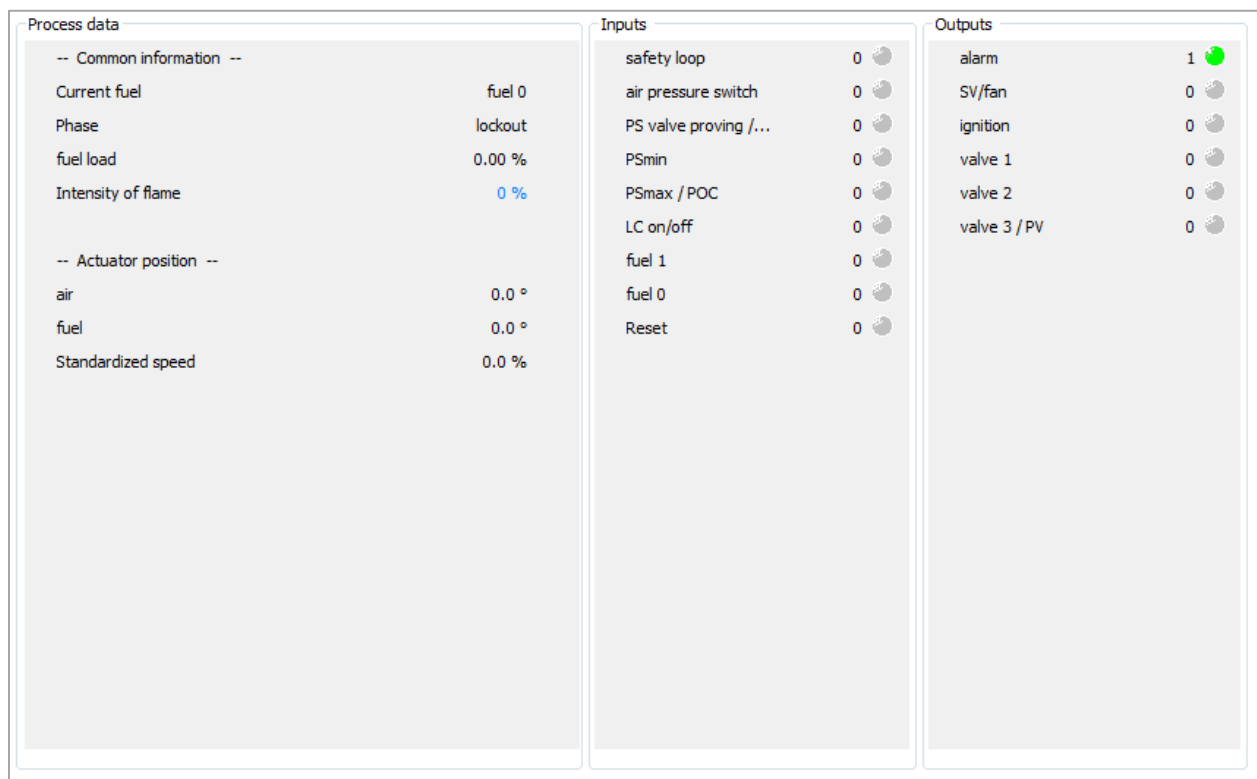 Process data
-- Common information --
Current fuel fuel 0
Phase lockout
fuel load 0.00 %
Intensity of flame 0 %
-- Actuator position --
air 0.0 °
fuel 0.0 °
Standardized speed 0.0 %
Inputs
safety loop 0
air pressure switch 0
PS valve proving /... 0
PSmin 0
PSmax / POC 0
LC on/off 0
fuel 1 0
fuel 0 0
Reset 0
Outputs
alarm 1
SV/fan 0
ignition 0
valve 1 0
valve 2 0
valve 3 / PV 0